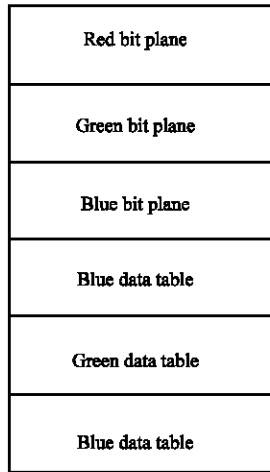 Red bit plane
Green bit plane
Blue bit plane
Blue data table
Green data table
Blue data table